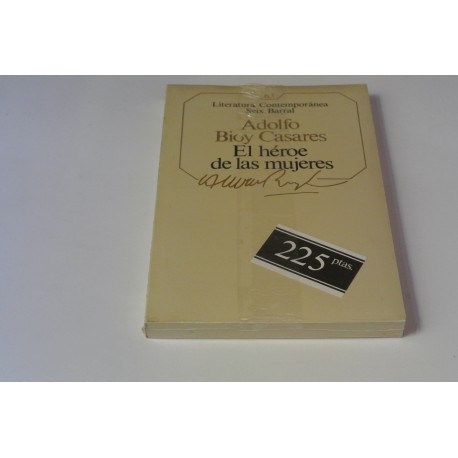 Literatura Contemporánea
Seix Barral
Adolfo
Bioy Casares
El héroe
de las mujeres
225 ptas.